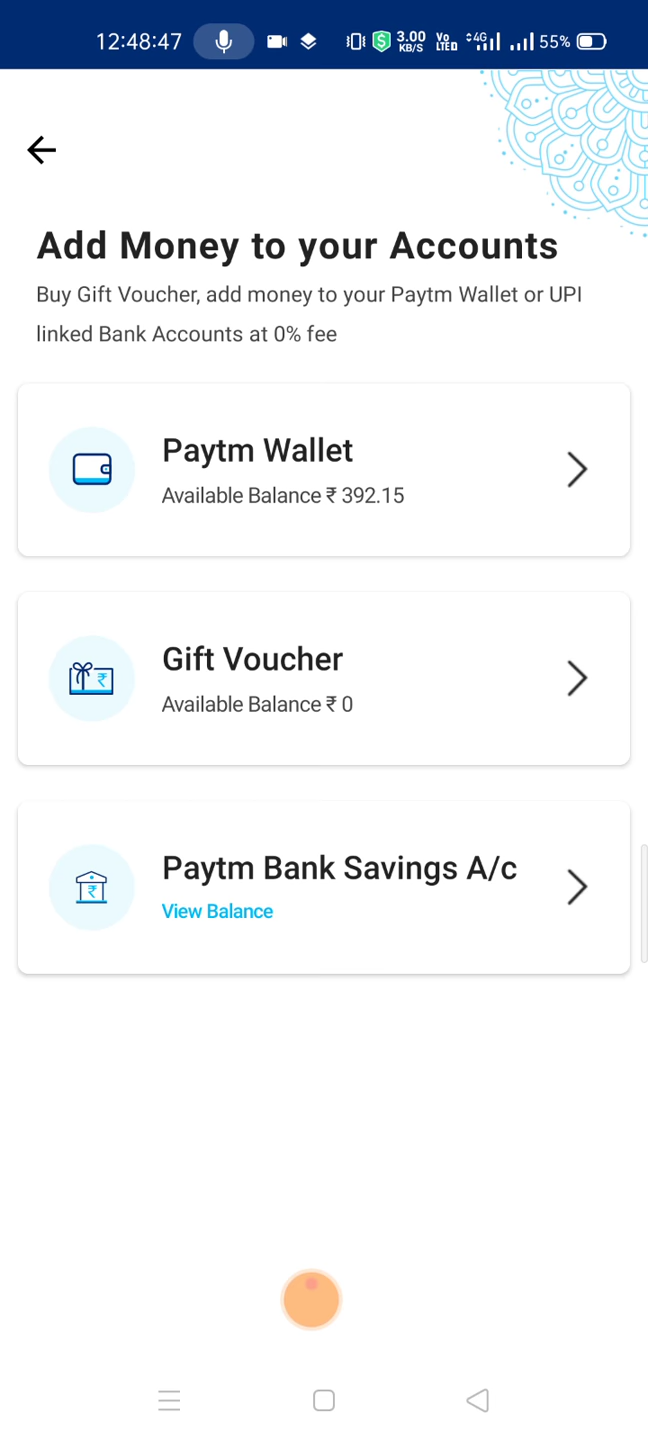 12:48:47 3.00 KB/S Vo LTED 4G 55%
Add Money to your Accounts
Buy Gift Voucher, add money to your Paytm Wallet or UPI
linked Bank Accounts at 0% fee
Paytm Wallet
Available Balance ₹ 392.15
Gift Voucher
Available Balance ₹ 0
Paytm Bank Savings A/c
View Balance